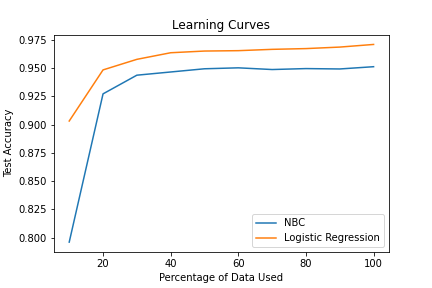 Learning Curves
0.975
0.950
0.925
0.900
0.875
0.850
0.825
0.800
Test Accuracy
NBC
Logistic Regression
20 40 60 80 100
Percentage of Data Used